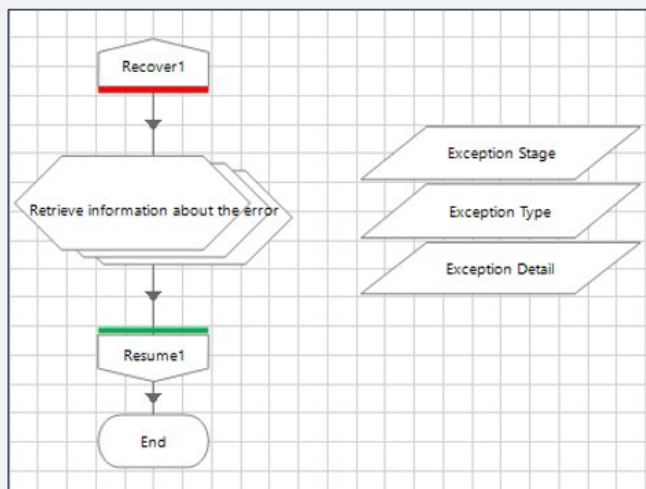 Recover1
Retrieve information about the error
Resume1
End
Exception Stage
Exception Type
Exception Detail